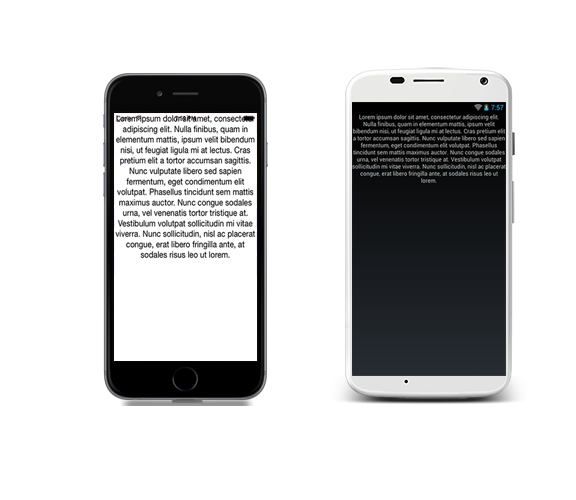 Lorem ipsum dolor sit amet, consectetur
adipiscing elit. Nulla finibus, quam in
elementum mattis, ipsum velit bibendum
nisi, ut feugiat ligula mi at lectus. Cras
pretium elit a tortor accumsan sagittis.
Nunc vulputate libero sed sapien
fermentum, eget condimentum elit
volutpat. Phasellus tincidunt sem mattis
maximus auctor. Nunc congue sodales
urna, vel venenatis tortor tristique at.
Vestibulum volutpat sollicitudin mi vitae
viverra. Nunc sollicitudin, nisl ac placerat
congue, erat libero fringilla ante, at
sodales risus leo ut lorem.
7:57
Lorem ipsum dolor sit amet, consectetur adipiscing elit.
Nulla finibus, quam in elementum mattis, ipsum velit
bibendum nisi, ut feugiat ligula mi at lectus. Cras pretium elit
a tortor accumsan sagittis. Nunc vulputate libero sed sapien
fermentum, eget condimentum elit volutpat. Phasellus
tincidunt sem mattis maximus auctor. Nunc congue sodales
urna, vel venenatis tortor tristique at. Vestibulum volutpat
sollicitudin mi vitae viverra. Nunc sollicitudin, nisl ac placerat
congue, erat libero fringilla ante, at sodales risus leo ut
lorem.